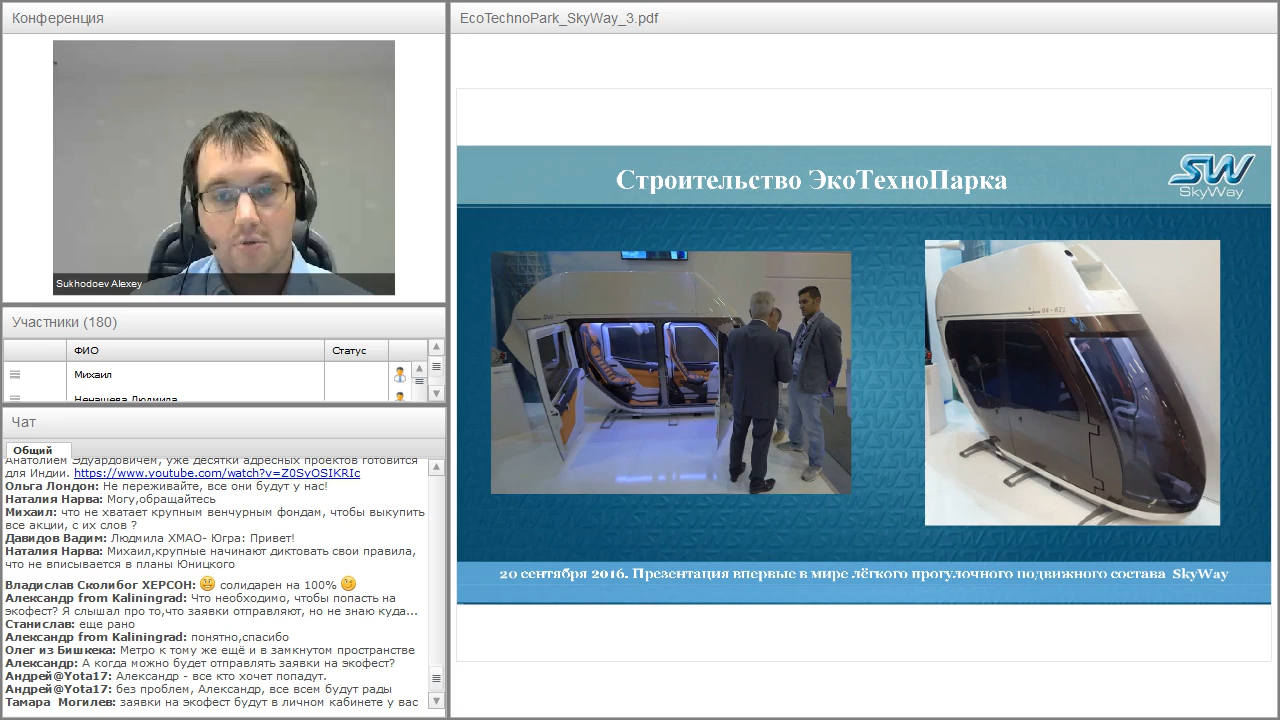 Конференция
Sukhodoev Alexey
Участники (180)
ФИО
Статус
Михаил
Ненашева Людмила
Чат
Общий
Анатолием Эдардовичем, уже десятки адресных проектов готовится
для Индии. https://www.youtube.com/watch?v=Z0SyOSIKRIc
Ольга Лондон: Не переживайте, все они будут у нас!
Наталия Нарва: Могу,обращайтесь
Михаил: что не хватает крупным венчурным фондам, чтобы выкупить
все акции, с их слов ?
Давидов Вадим: Людмила ХМАО- Югра: Привет!
Наталия Нарва: Михаил,крупные начинают диктовать свои правила,
что не вписывается в планы Юницкого
Владислав Сколибог ХЕРСОН: солидарен на 100%
Александр from Kaliningrad: Что необходимо, чтобы попасть на
экофест? Я слышал про то,что заявки отправляют, но не знаю куда...
Станислав: еще рано
Александр from Kaliningrad: понятно,спасибо
Олег из Бишкека: Метро к тому же ещё и в замкнутом пространстве
Александр: А когда можно будет отправлять заявки на экофест?
Андрей@Yota17: Александр - все кто хочет попадут.
Андрей@Yota17: без проблем, Александр, все всем будут рады
Тамара Могилев: заявки на экофест будут в личном кабинете у вас
EcoTechnoPark_SkyWay_3.pdf
Строительство ЭкоТехноПарка
SW
SkyWay
20 сентября 2016. Презентация впервые в мире лёгкого прогулочного подвижного состава SkyWay